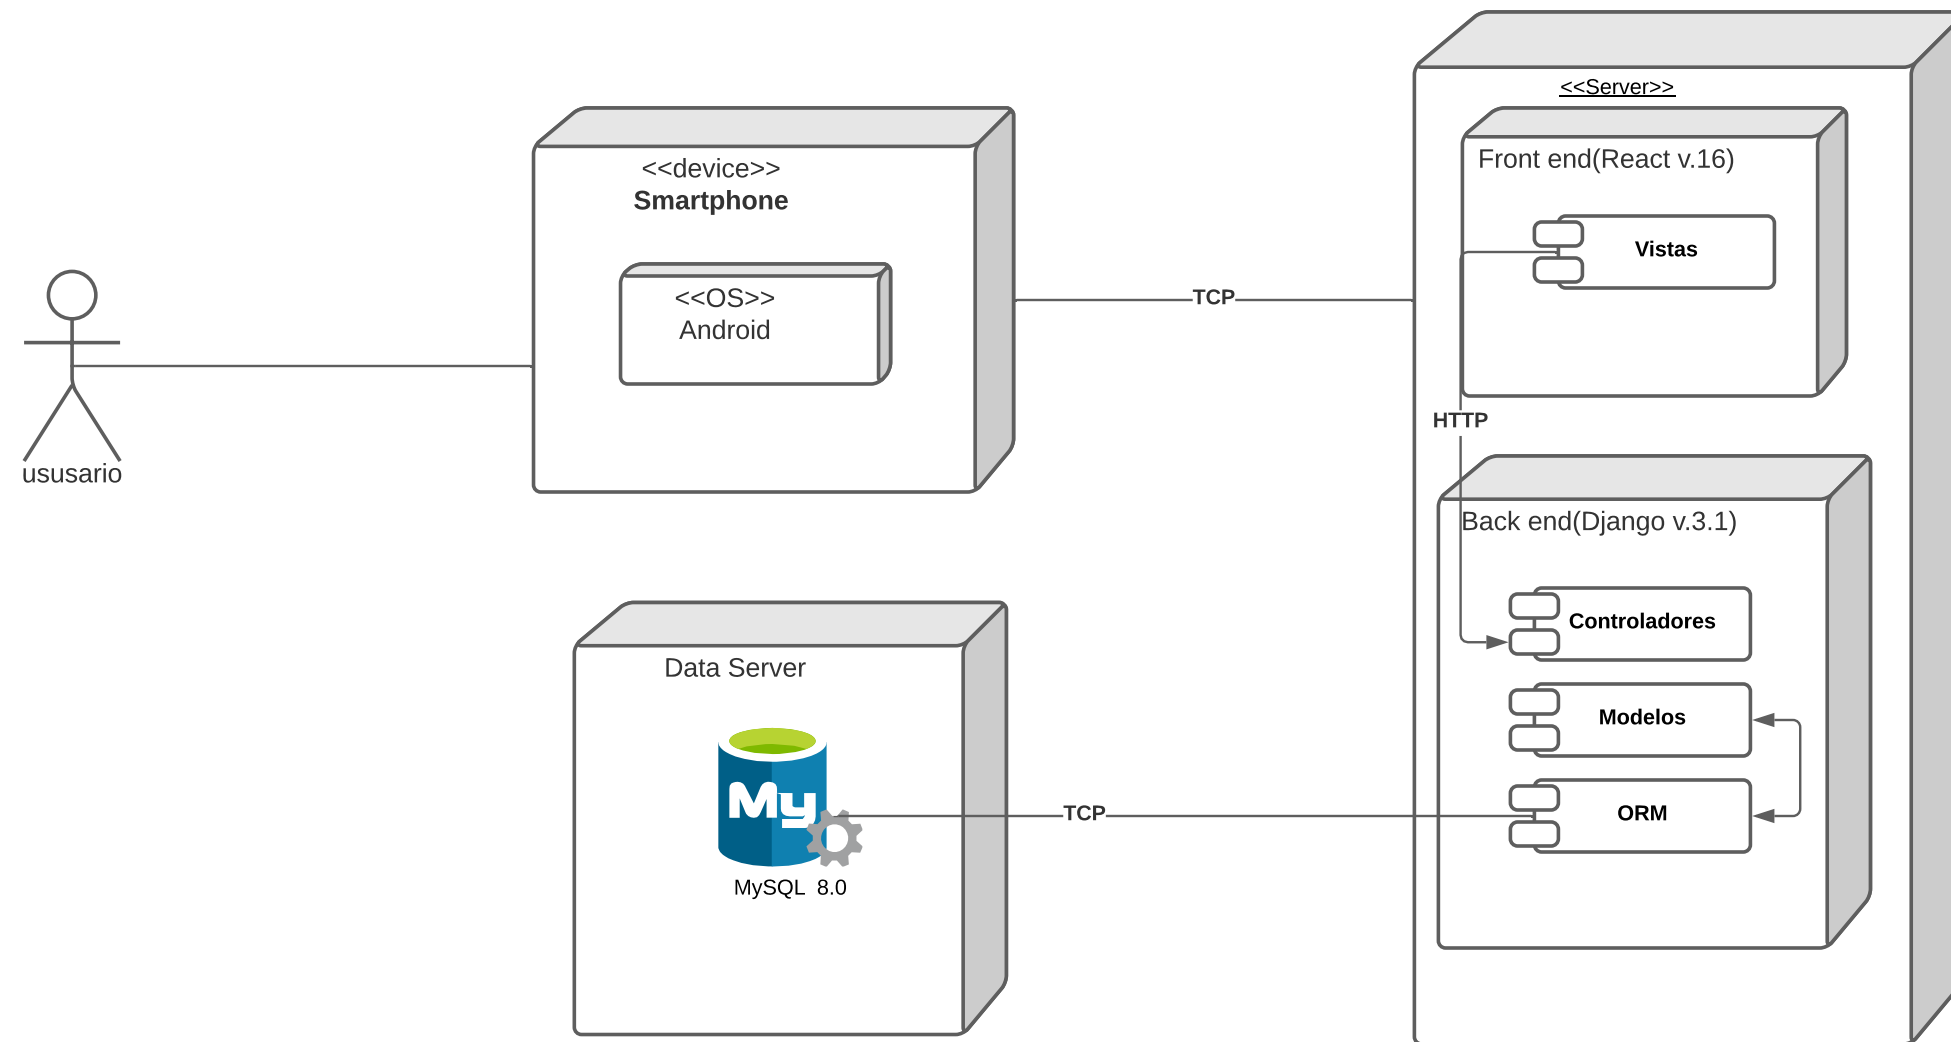 <<Server>>
Front end(React v.16)
Vistas
<<device>>
Smartphone
<<OS>>
Android
TCP
HTTP
ususario
Back end(Django v.3.1)
Controladores
Modelos
ORM
Data Server
My
TCP
MySQL 8.0